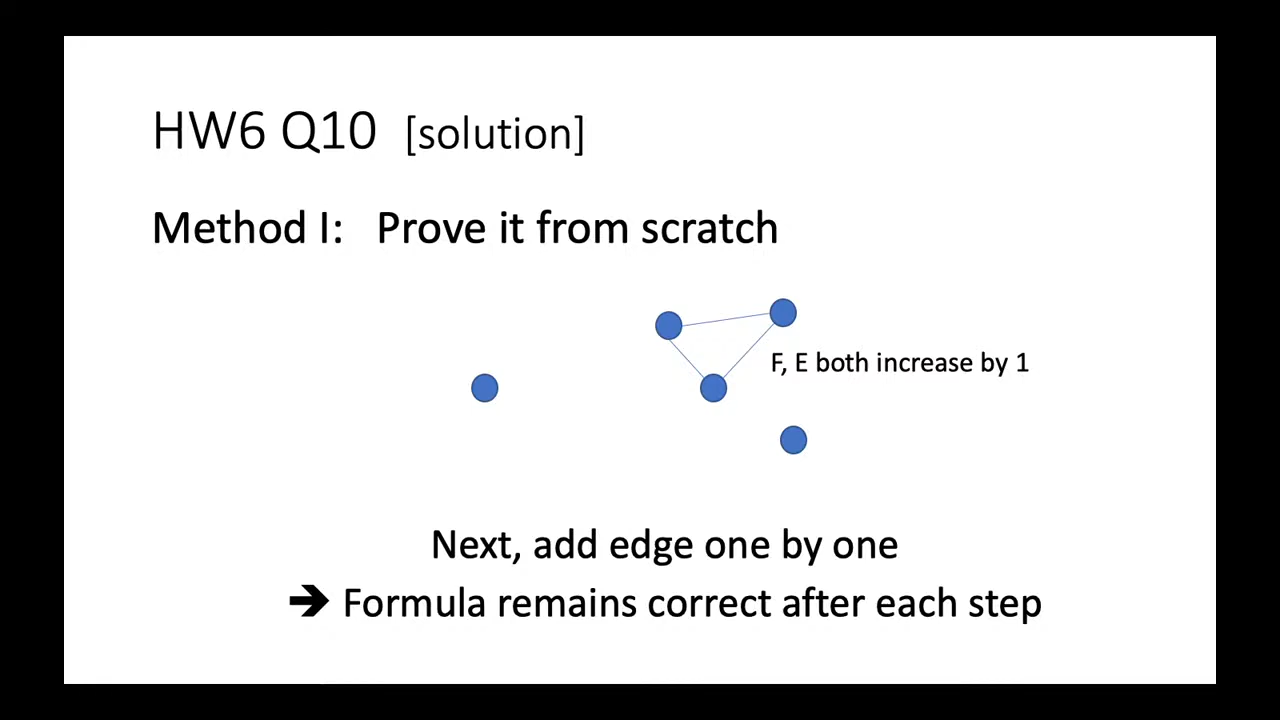 HW6 Q10 [solution]
Method I: Prove it from scratch
F, E both increase by 1
Next, add edge one by one
➔ Formula remains correct after each step